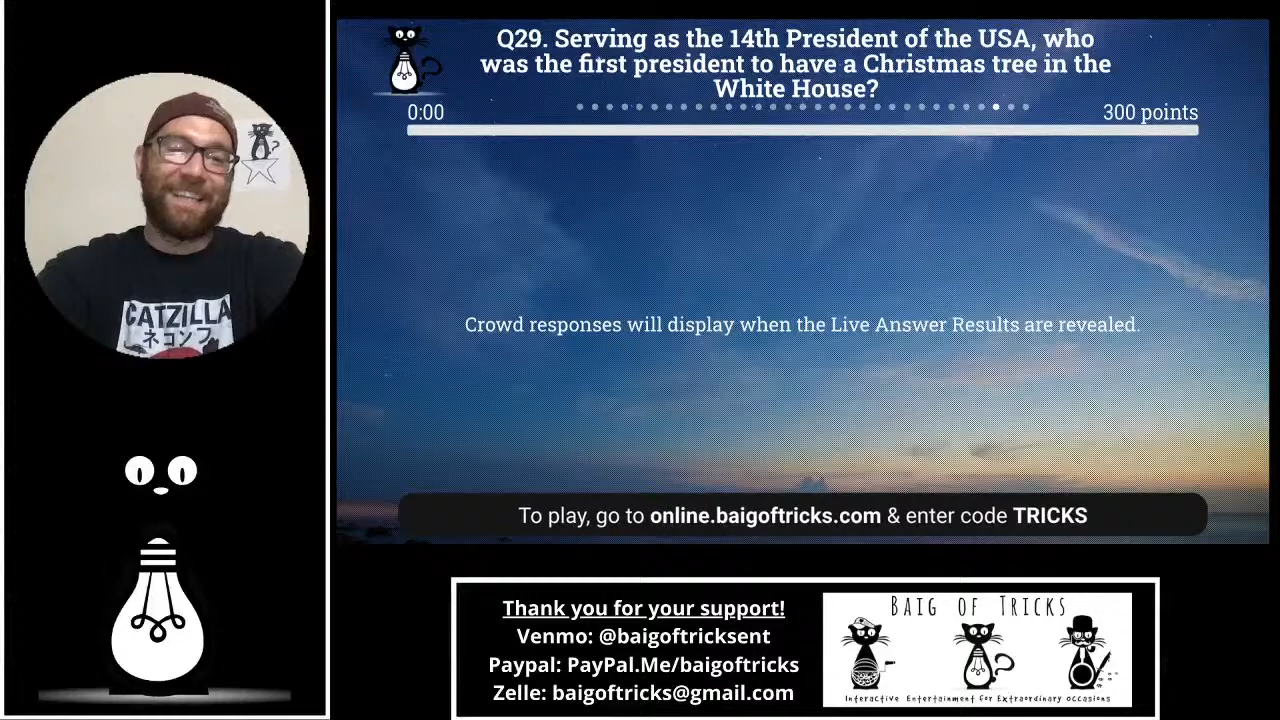 Q29. Serving as the 14th President of the USA, who
was the first president to have a Christmas tree in the
White House?
0:00
300 points
CATZILLA
ネコンフ
Crowd responses will display when the Live Answer Results are revealed.
To play, go to online.baigoftricks.com & enter code TRICKS
Thank you for your support!
Venmo: @baigoftricksent
Paypal: PayPal.Me/baigoftricks
Zelle: baigoftricks@gmail.com
BAIG OF TRICKS
Interactive Entertainment for Extraordinary occasions